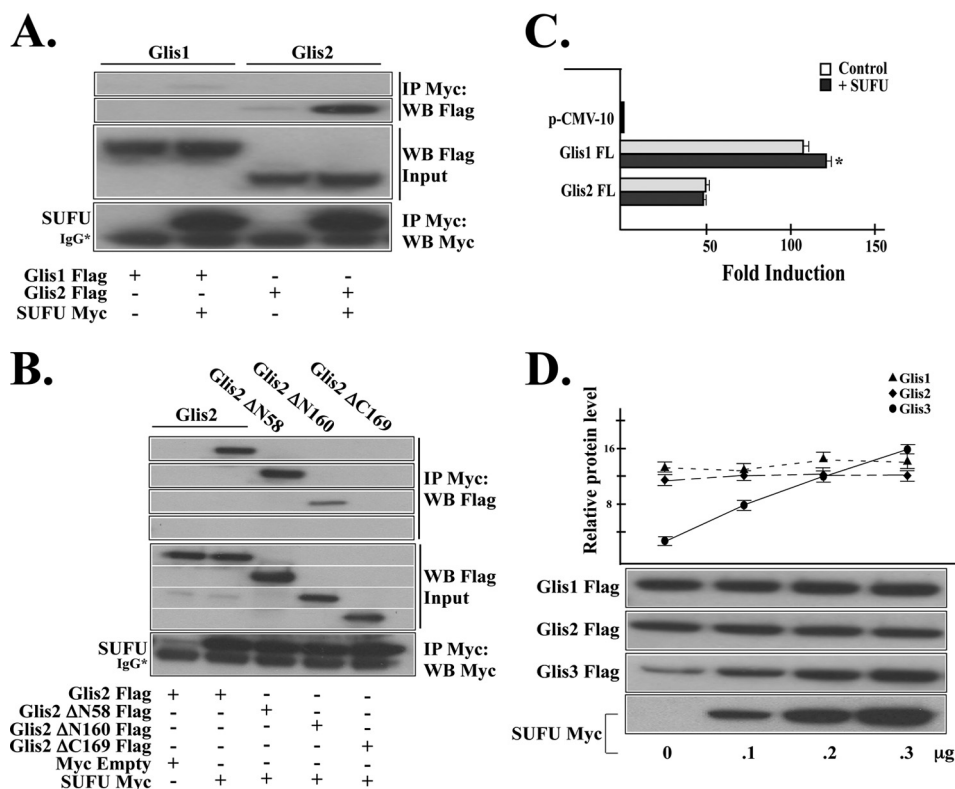 A.
Glis1 Glis2
IP Myc:
WB Flag
WB Flag
Input
SUFU
IgG*
IP Myc:
WB Myc
Glis1 Flag + + - -
Glis2 Flag - - + +
SUFU Myc - + - +
B.
Glis2 Glis2 ΔN58 Glis2 ΔN160 Glis2 ΔC169
IP Myc:
WB Flag
WB Flag
Input
SUFU
IgG*
IP Myc:
WB Myc
Glis2 Flag + + - - -
Glis2 ΔN58 Flag - - + - -
Glis2 ΔN160 Flag - - - + -
Glis2 ΔC169 Flag - - - - +
Myc Empty + - - - -
SUFU Myc - + + + +
C.
Control
+ SUFU
p-CMV-10
Glis1 FL
*
Glis2 FL
50 100 150
Fold Induction
D.
Glis1
Glis2
Glis3
Relative protein level
16
8
Glis1 Flag
Glis2 Flag
Glis3 Flag
SUFU Myc
0 .1 .2 .3 µg